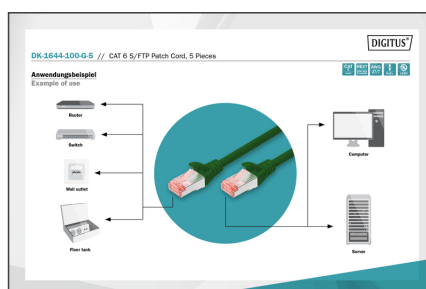 DIGITUS®
DK-1644-100-G-5 // CAT 6 S/FTP Patch Cord, 5 Pieces
Anwendungsbeispiel
Example of use
Router
Switch
Wall outlet
Floor tank
Computer
Server